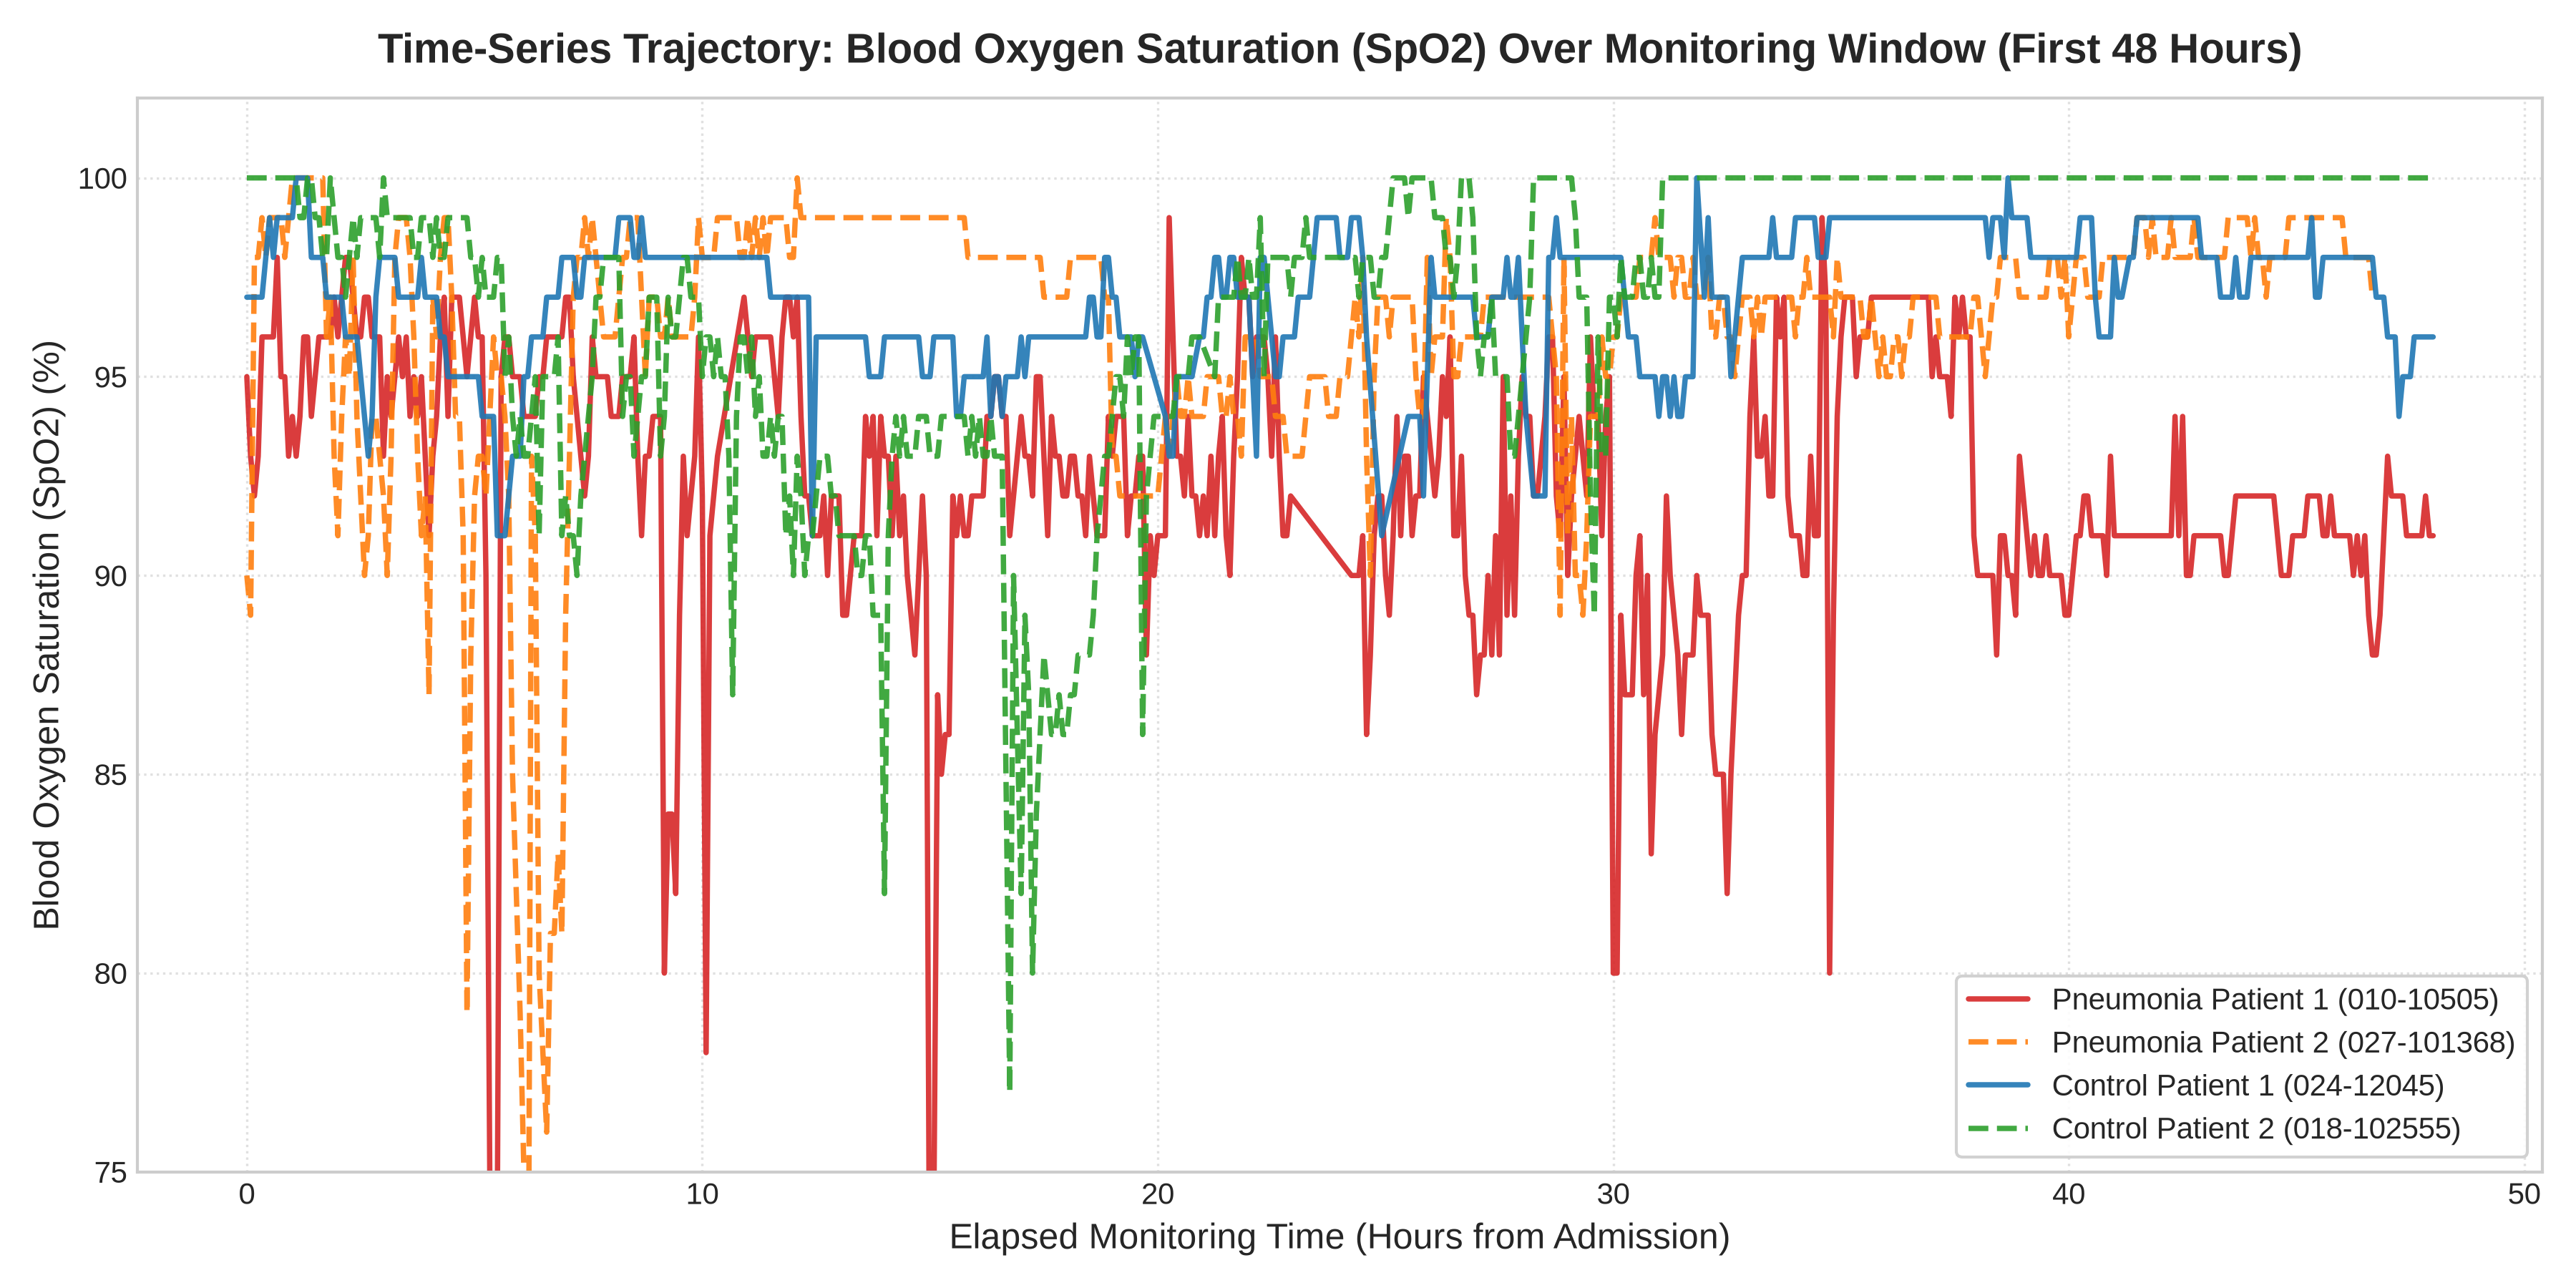 Time-Series Trajectory: Blood Oxygen Saturation (SpO2) Over Monitoring Window (First 48 Hours)
Blood Oxygen Saturation (SpO2) (%)
100
95
90
85
80
75
0 10 20 30 40 50
Elapsed Monitoring Time (Hours from Admission)
Pneumonia Patient 1 (010-10505)
Pneumonia Patient 2 (027-101368)
Control Patient 1 (024-12045)
Control Patient 2 (018-102555)